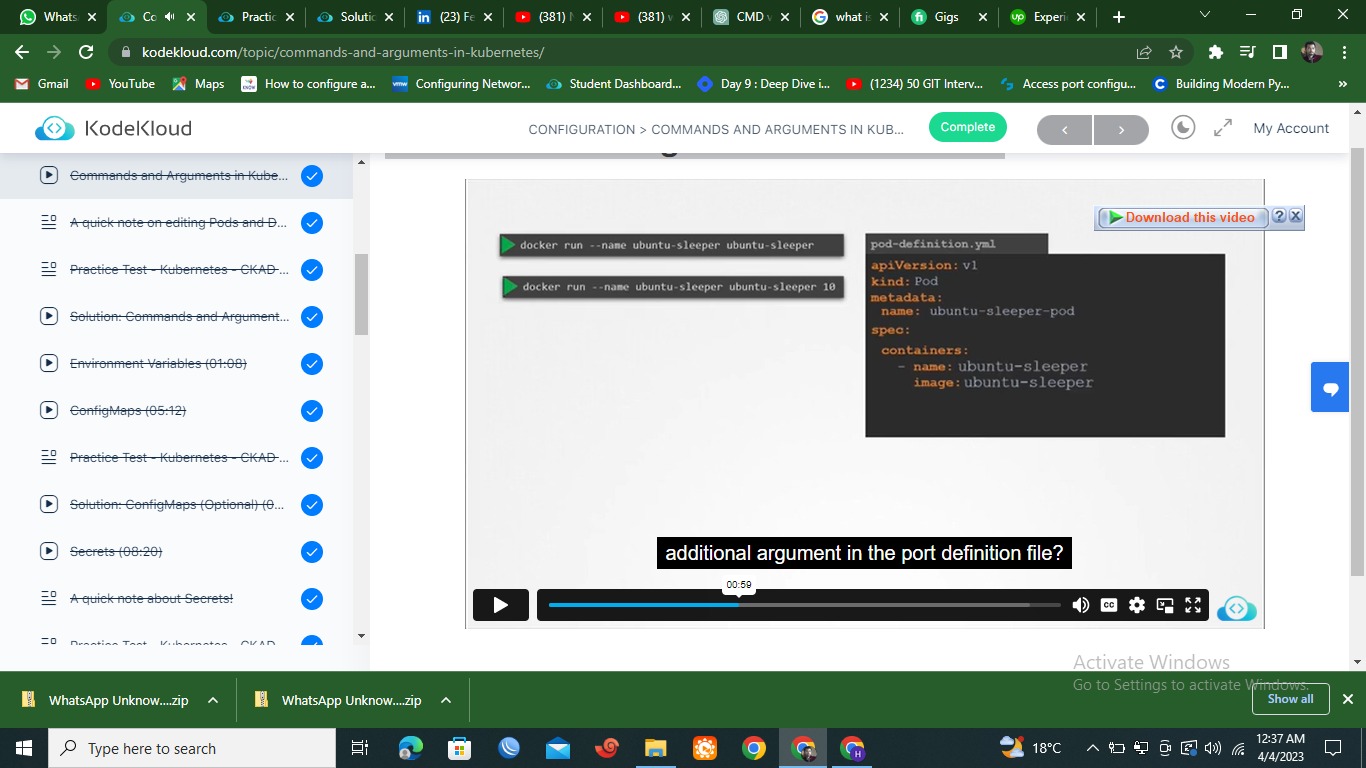 Whats
Cc
Practic
Solutic
(23) Fe
(381)
(381)
CMD
what i
Gigs
Experi
kodekloud.com/topic/commands-and-arguments-in-kubernetes/
Gmail
YouTube
Maps
How to configure a...
Configuring Networ...
Student Dashboard...
Day 9 : Deep Dive i...
(1234) 50 GIT Interv...
Access port configu...
Building Modern Py...
»
KodeKloud
CONFIGURATION > COMMANDS AND ARGUMENTS IN KUB...
Complete
My Account
Commands and Arguments in Kube...
A quick note on editing Pods and D...
Practice Test - Kubernetes - CKAD ...
Solution: Commands and Argument...
Environment Variables (01:08)
ConfigMaps (05:12)
Practice Test - Kubernetes - CKAD ...
Solution: ConfigMaps (Optional) (0...
Secrets (08:20)
A quick note about Secrets!
Practice Test - Kubernetes - CKAD
Download this video
docker run --name ubuntu-sleeper ubuntu-sleeper
docker run --name ubuntu-sleeper ubuntu-sleeper 10
pod-definition.yml
apiVersion: v1
kind: Pod
metadata:
name: ubuntu-sleeper-pod
spec:
containers:
- name: ubuntu-sleeper
image: ubuntu-sleeper
additional argument in the port definition file?
00:59
CC
Activate Windows
Go to Settings to activate Windows.
WhatsApp Unknow....zip
WhatsApp Unknow....zip
Show all
Type here to search
18°C
12:37 AM
4/4/2023